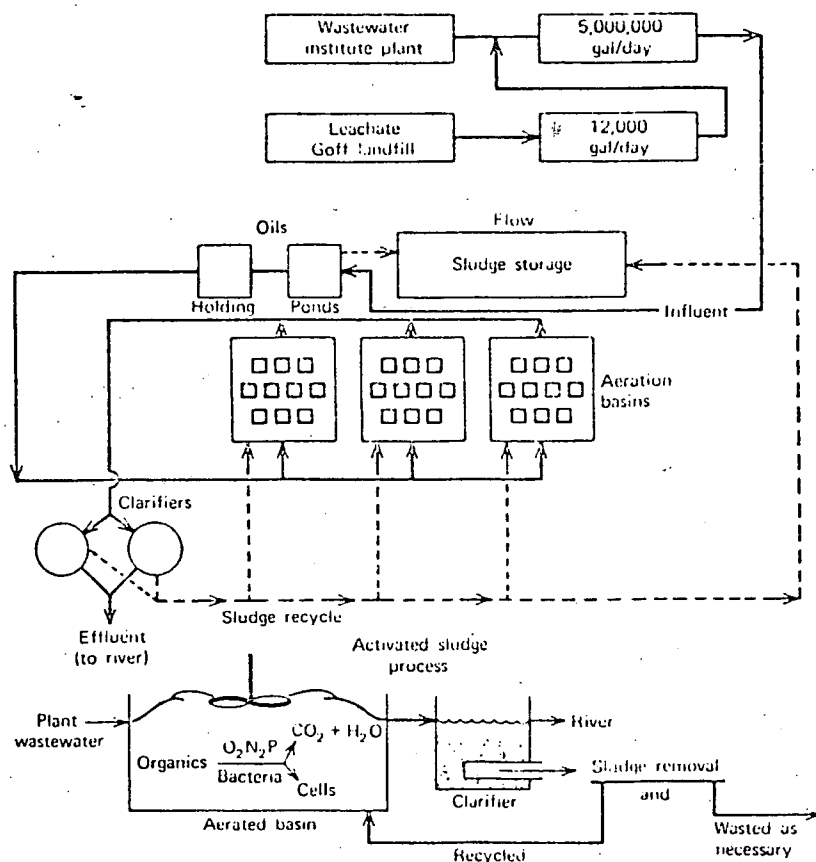 Wastewater
institute plant
5,000,000
gal/day
Leachate
Goff landfill
12,000
gal/day
Flow
Oils
Sludge storage
Holding
Ponds
Influent
Aeration
basins
Clarifiers
Sludge recycle
Effluent
(to river)
Activated sludge
process
Plant
wastewater
Organics
O₂N₂P
Bacteria
CO₂ + H₂O
Cells
River
Sludge removal
and
Clarifier
Aerated basin
Recycled
Wasted as
necessary